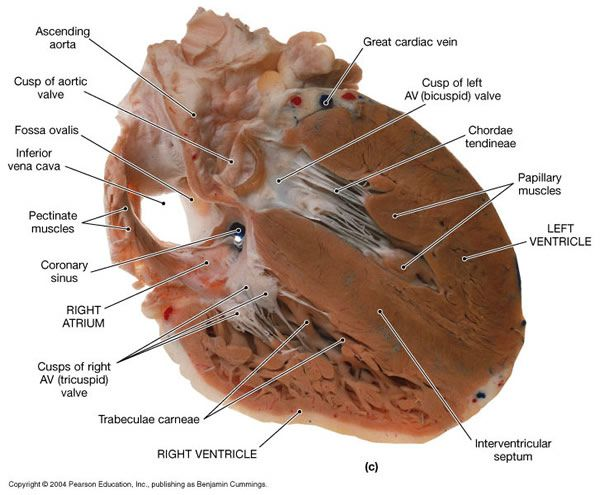 Ascending
aorta
Cusp of aortic
valve
Fossa ovalis
Inferior
vena cava
Pectinate
muscles
Coronary
sinus
RIGHT
ATRIUM
Cusps of right
AV (tricuspid)
valve
Trabeculae carneae
RIGHT VENTRICLE
Great cardiac vein
Cusp of left
AV (bicuspid) valve
Chordae
tendineae
Papillary
muscles
LEFT
VENTRICLE
Interventricular
septum
(c)
Copyright © 2004 Pearson Education, Inc., publishing as Benjamin Cummings.